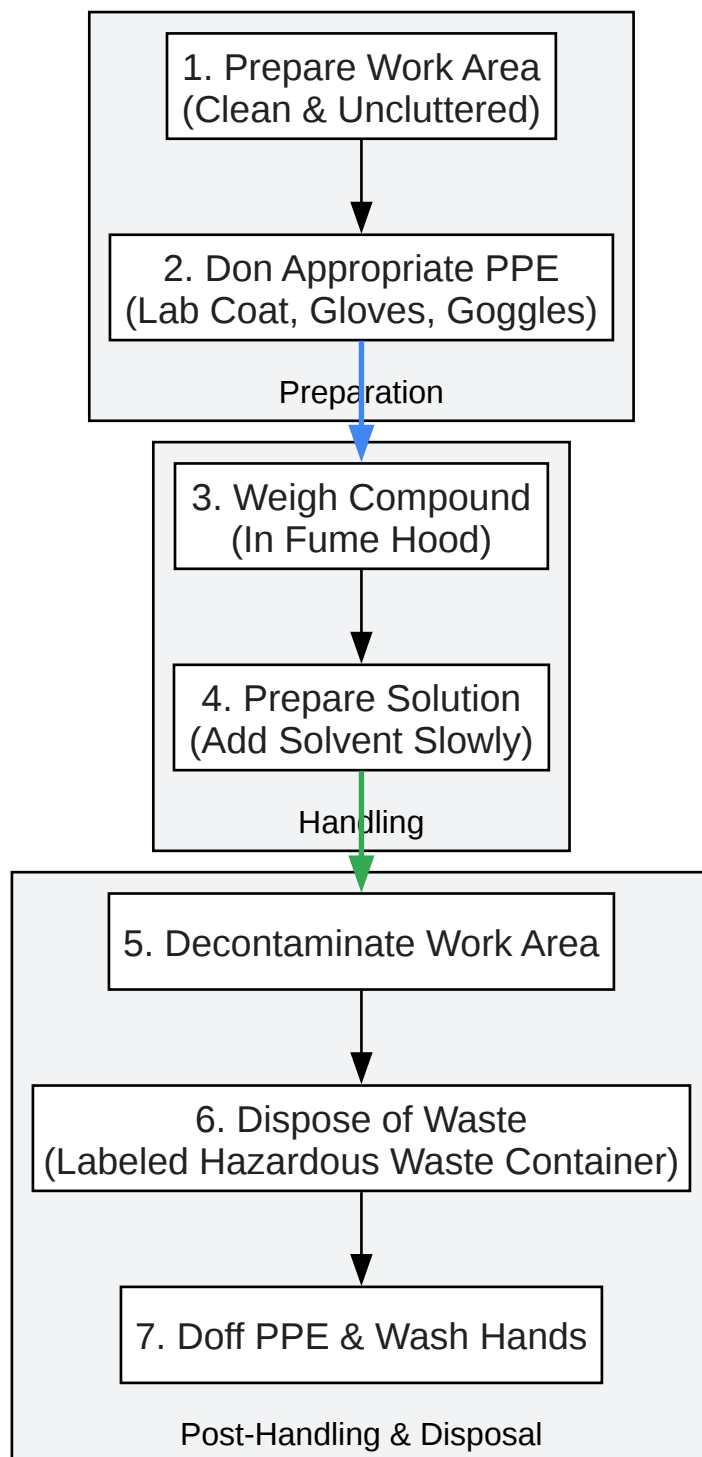 1. Prepare Work Area
(Clean & Uncluttered)
2. Don Appropriate PPE
(Lab Coat, Gloves, Goggles)
Preparation
3. Weigh Compound
(In Fume Hood)
4. Prepare Solution
(Add Solvent Slowly)
Handling
5. Decontaminate Work Area
6. Dispose of Waste
(Labeled Hazardous Waste Container)
7. Doff PPE & Wash Hands
Post-Handling & Disposal